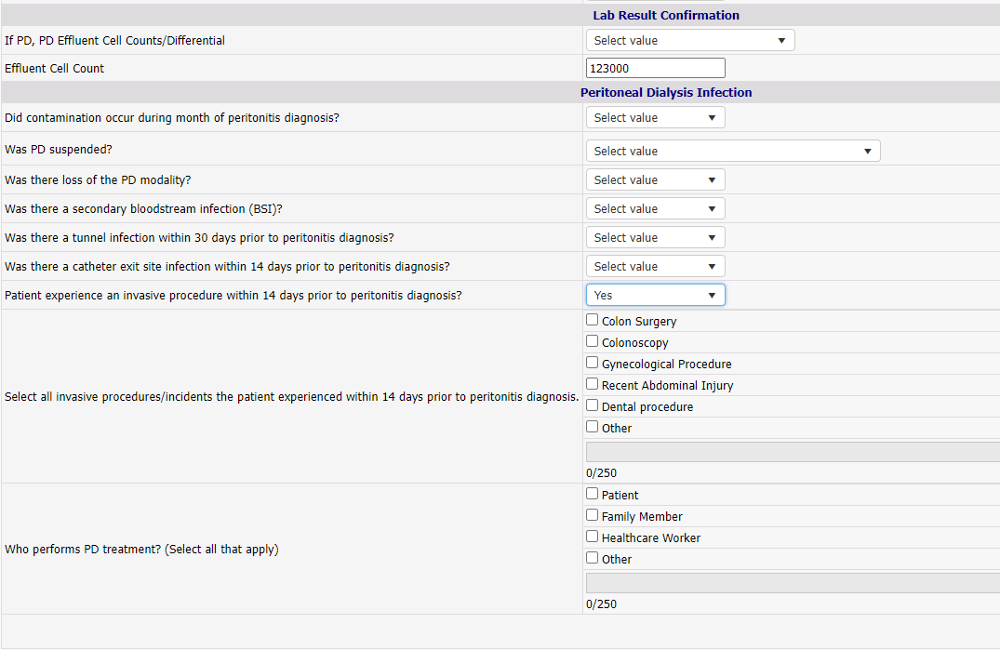 Lab Result Confirmation
If PD, PD Effluent Cell Counts/Differential Select value
Effluent Cell Count 123000
Peritoneal Dialysis Infection
Did contamination occur during month of peritonitis diagnosis? Select value
Was PD suspended? Select value
Was there loss of the PD modality? Select value
Was there a secondary bloodstream infection (BSI)? Select value
Was there a tunnel infection within 30 days prior to peritonitis diagnosis? Select value
Was there a catheter exit site infection within 14 days prior to peritonitis diagnosis? Select value
Patient experience an invasive procedure within 14 days prior to peritonitis diagnosis? Yes
Select all invasive procedures/incidents the patient experienced within 14 days prior to peritonitis diagnosis.
Colon Surgery
Colonoscopy
Gynecological Procedure
Recent Abdominal Injury
Dental procedure
Other
0/250
Who performs PD treatment? (Select all that apply)
Patient
Family Member
Healthcare Worker
Other
0/250